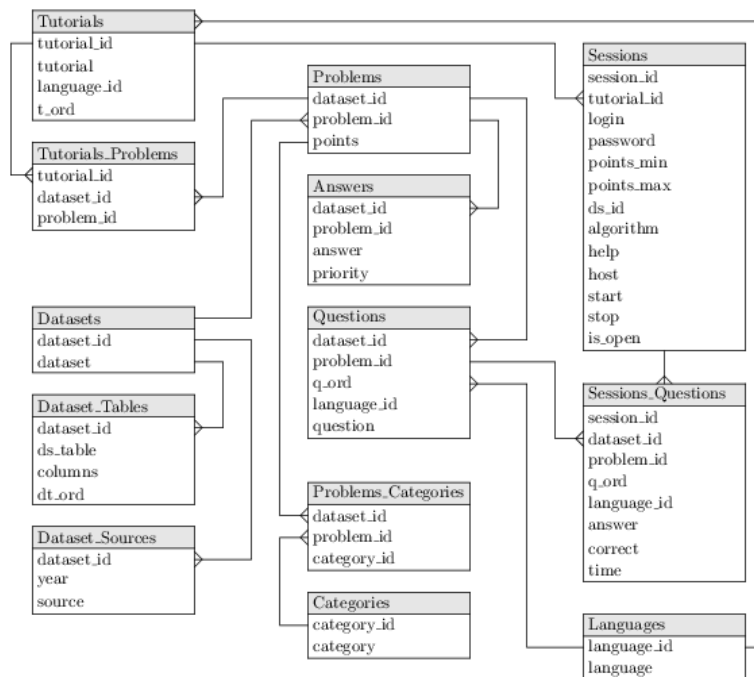 Tutorials
tutorial_id
tutorial
language_id
t_ord
Tutorials_Problems
tutorial_id
dataset_id
problem_id
Datasets
dataset_id
dataset
Dataset_Tables
dataset_id
ds_table
columns
dt_ord
Dataset_Sources
dataset_id
year
source
Problems
dataset_id
problem_id
points
Answers
dataset_id
problem_id
answer
priority
Questions
dataset_id
problem_id
q_ord
language_id
question
Problems_Categories
dataset_id
problem_id
category_id
Categories
category_id
category
Sessions
session_id
tutorial_id
login
password
points_min
points_max
ds_id
algorithm
help
host
start
stop
is_open
Sessions_Questions
session_id
dataset_id
problem_id
q_ord
language_id
answer
correct
time
Languages
language_id
language